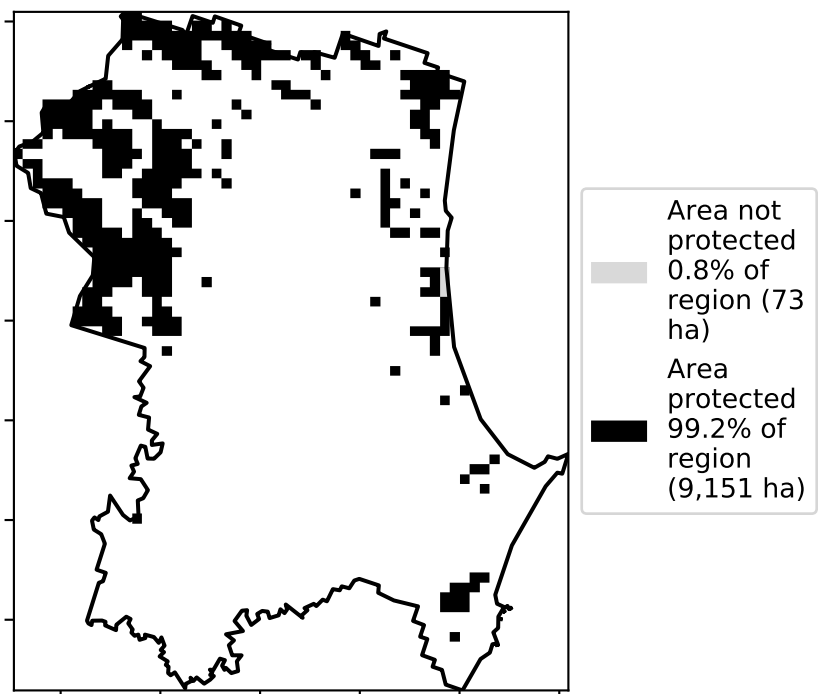 Area not
protected
0.8% of
region (73
ha)
Area
protected
99.2% of
region
(9,151 ha)